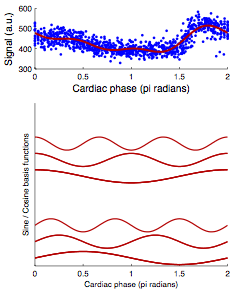 Signal (a.u.)
600
500
400
300
0 0.5 1 1.5 2
Cardiac phase (pi radians)
Sine / Cosine basis functions
0 0.5 1 1.5 2
Cardiac phase (pi radians)